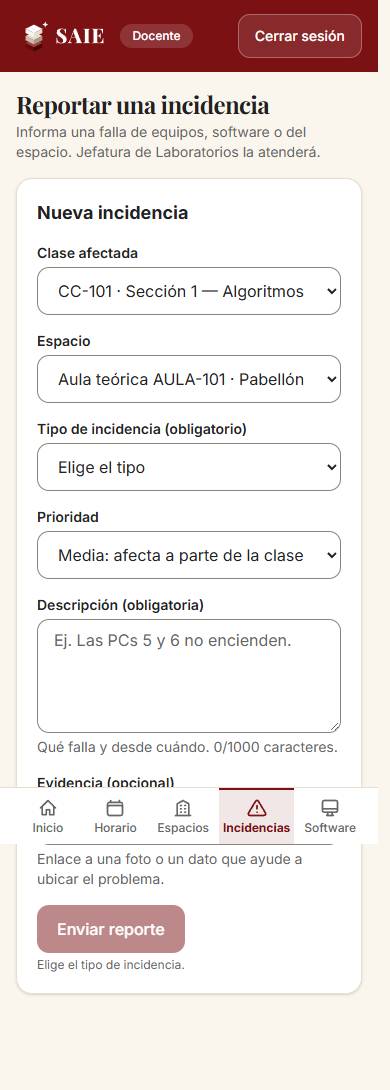 SAIE
Docente
Cerrar sesión
Reportar una incidencia
Informa una falla de equipos, software o del
espacio. Jefatura de Laboratorios la atenderá.
Nueva incidencia
Clase afectada
CC-101 · Sección 1 — Algoritmos
Espacio
Aula teórica AULA-101 · Pabellón
Tipo de incidencia (obligatorio)
Elige el tipo
Prioridad
Media: afecta a parte de la clase
Descripción (obligatoria)
Ej. Las PCs 5 y 6 no encienden.
Qué falla y desde cuándo. 0/1000 caracteres.
Evidencia (opcional)
Inicio
Horario
Espacios
Incidencias
Software
Enlace a una foto o un dato que ayude a
ubicar el problema.
Enviar reporte
Elige el tipo de incidencia.